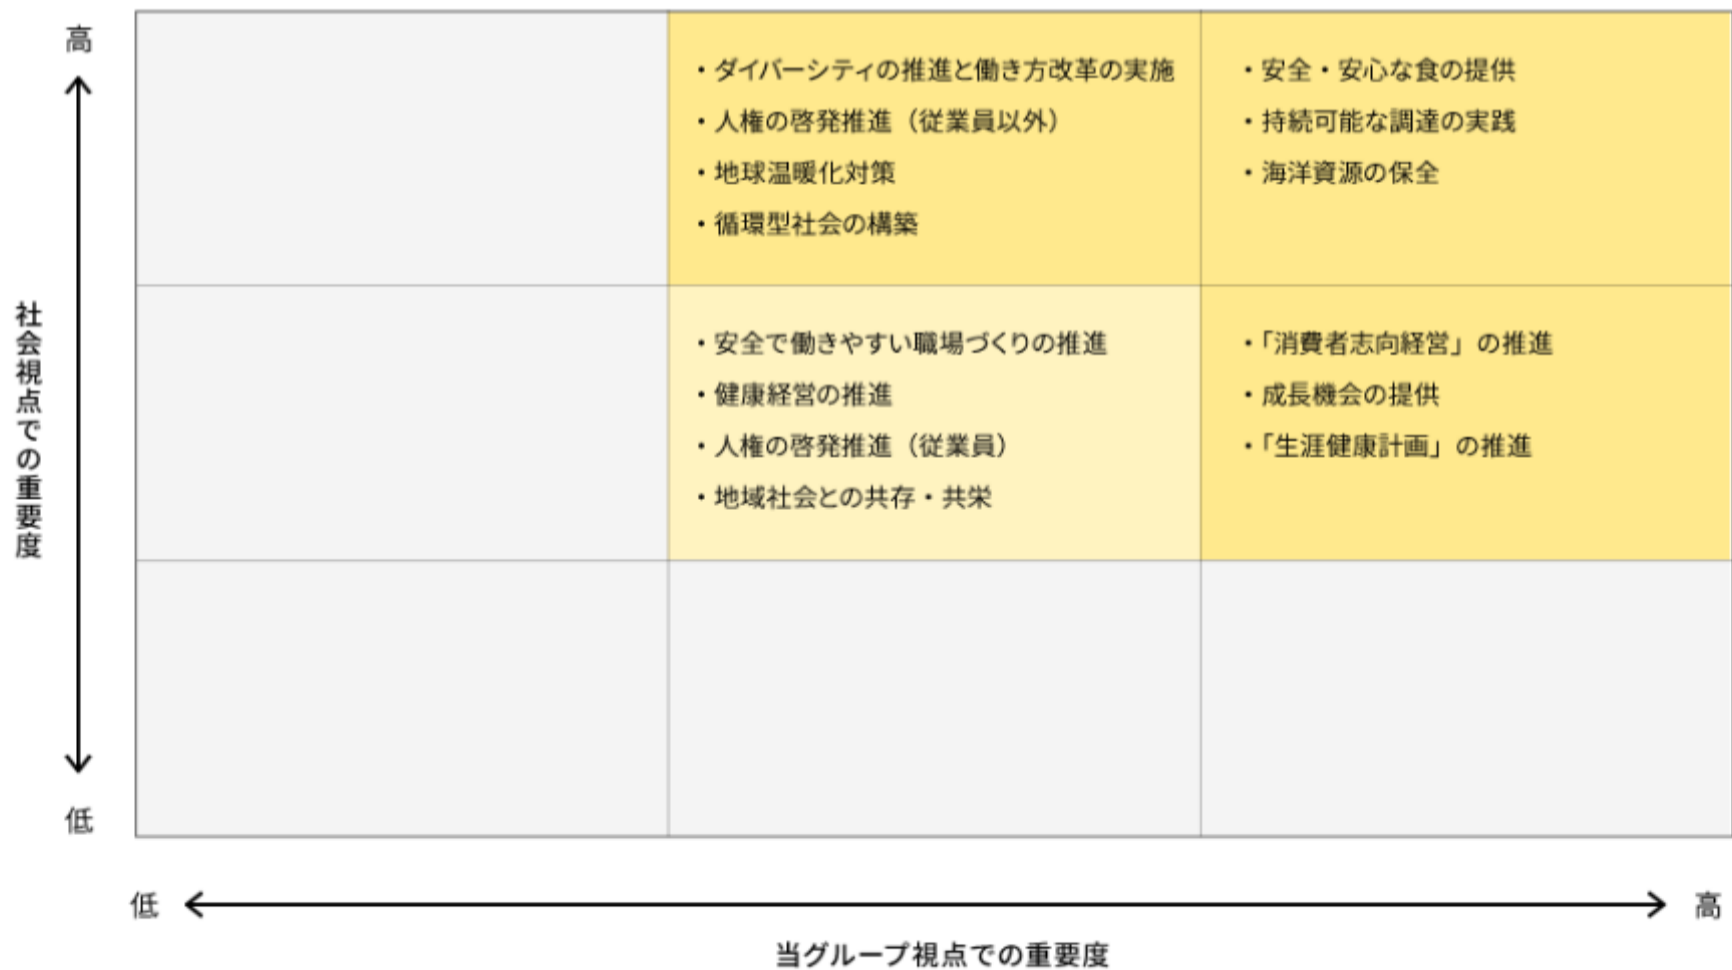 高
・ダイバーシティの推進と働き方改革の実施
・人権の啓発推進（従業員以外）
・地球温暖化対策
・循環型社会の構築
・安全・安心な食の提供
・持続可能な調達の実践
・海洋資源の保全
社会視点での重要度
・安全で働きやすい職場づくりの推進
・健康経営の推進
・人権の啓発推進（従業員）
・地域社会との共存・共栄
・「消費者志向経営」の推進
・成長機会の提供
・「生涯健康計画」の推進
低
低
高
当グループ視点での重要度